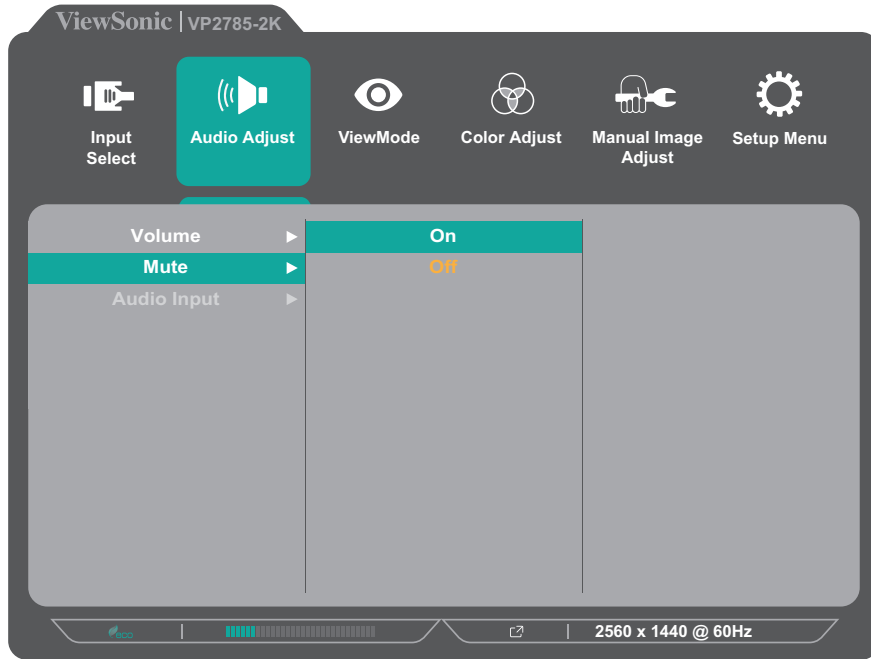 ViewSonic | VP2785-2K
Input Select
Audio Adjust
ViewMode
Color Adjust
Manual Image Adjust
Setup Menu
Volume
On
Mute
Off
Audio Input
eco
2560 x 1440 @ 60Hz